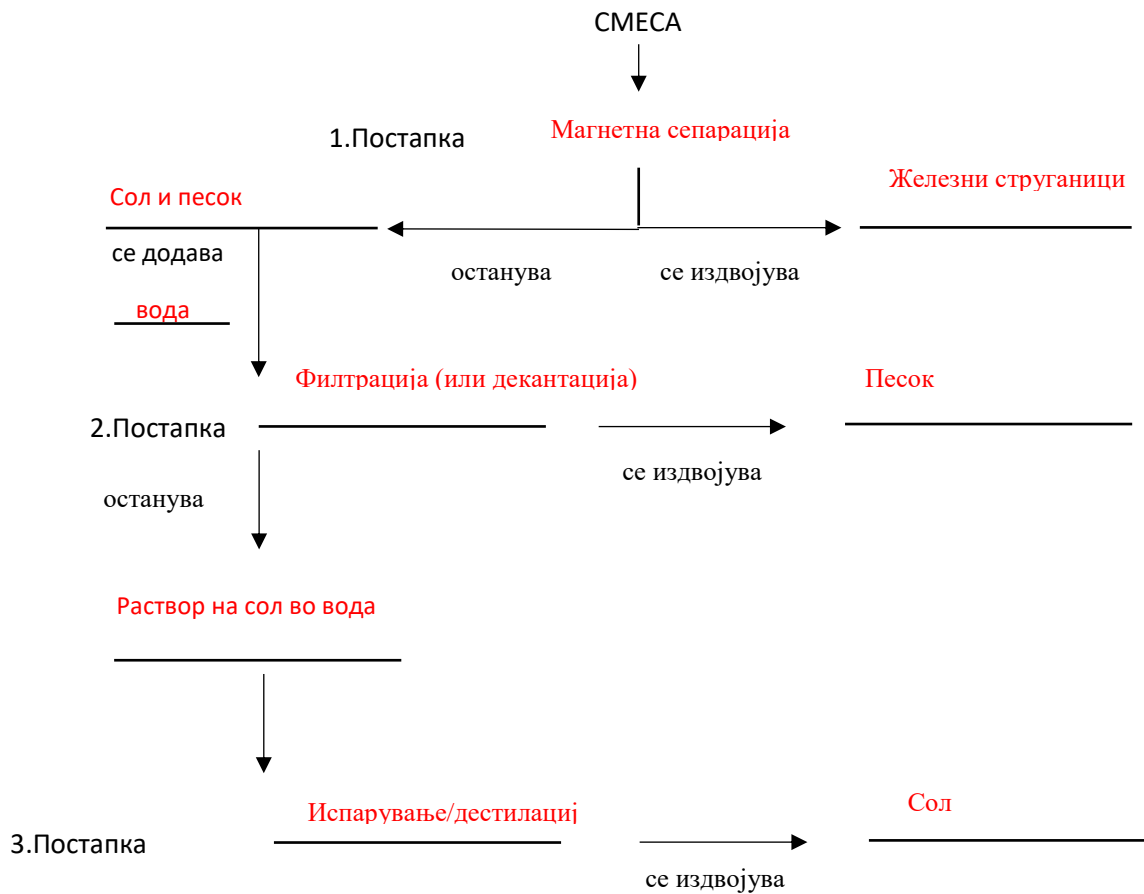 СМЕСА
1.Постапка
Магнетна сепарација
Сол и песок
Железни струганици
се додава
останува
се издвојува
вода
Филтрација (или декантација)
Песок
2.Постапка
се издвојува
останува
Раствор на сол во вода
Испарување/дестилациј
Сол
3.Постапка
се издвојува